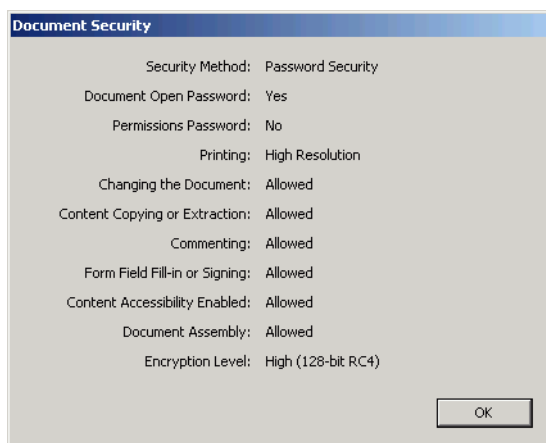 Document Security
Security Method: Password Security
Document Open Password: Yes
Permissions Password: No
Printing: High Resolution
Changing the Document: Allowed
Content Copying or Extraction: Allowed
Commenting: Allowed
Form Field Fill-in or Signing: Allowed
Content Accessibility Enabled: Allowed
Document Assembly: Allowed
Encryption Level: High (128-bit RC4)
OK